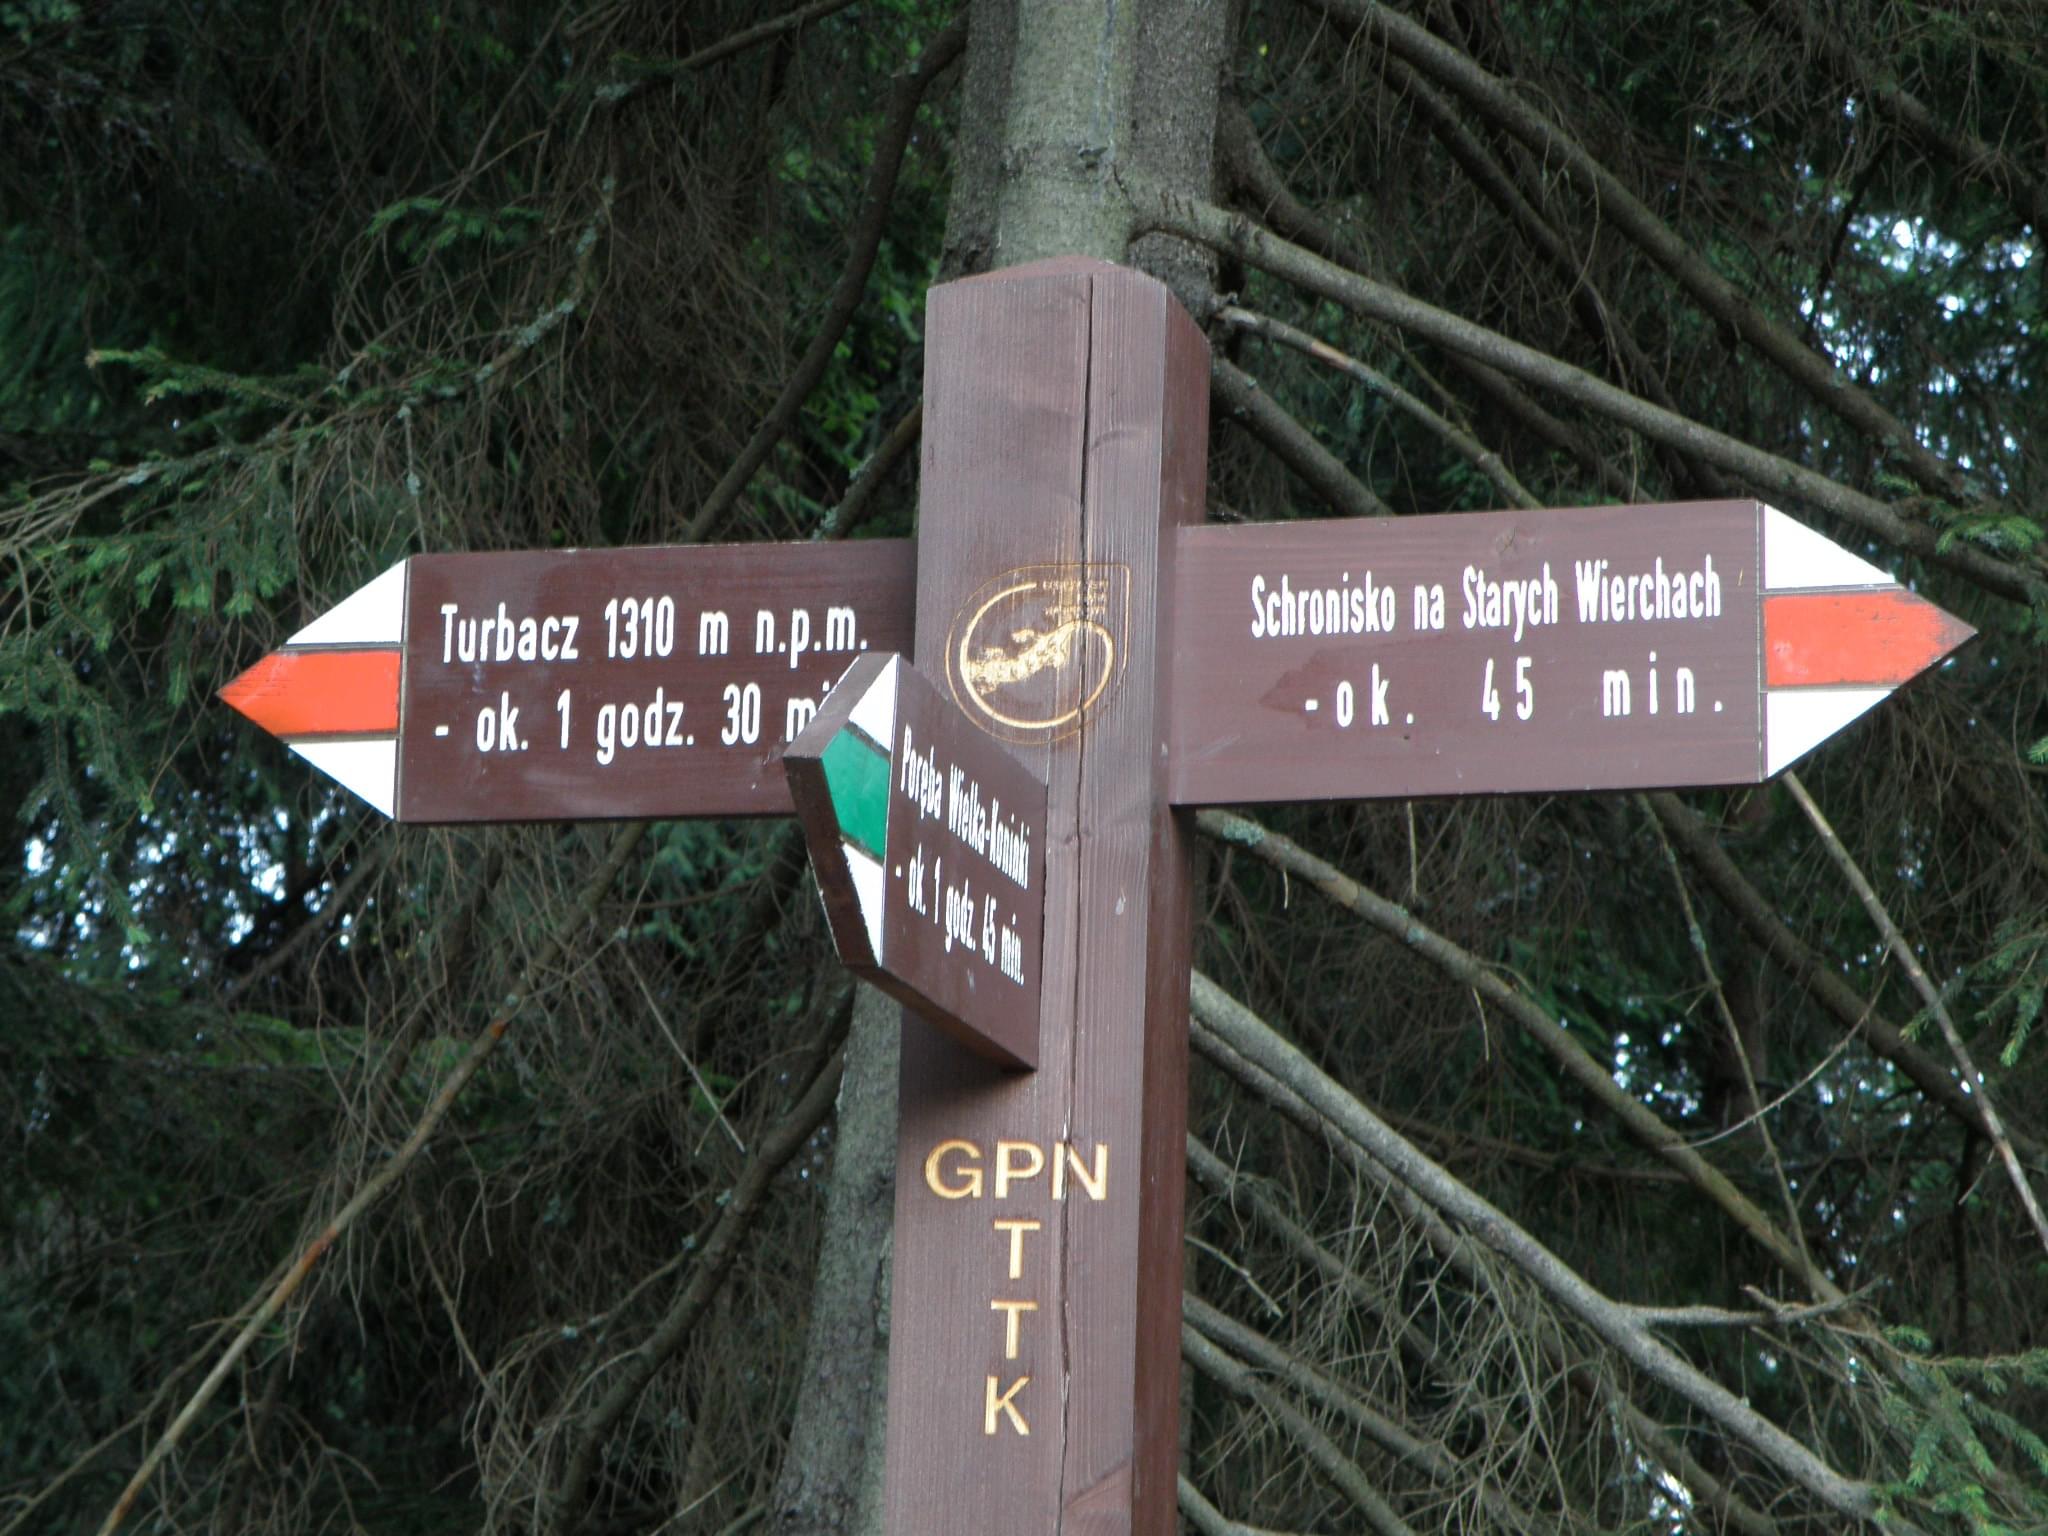 Turbacz 1310 m n.p.m.
- ok. 1 godz. 30
Poręba Wielka-Koninki
- ok. 1 godz. 45 min.
Schronisko na Starych Wierchach
- ok. 45 min.
GPN
T
T
K